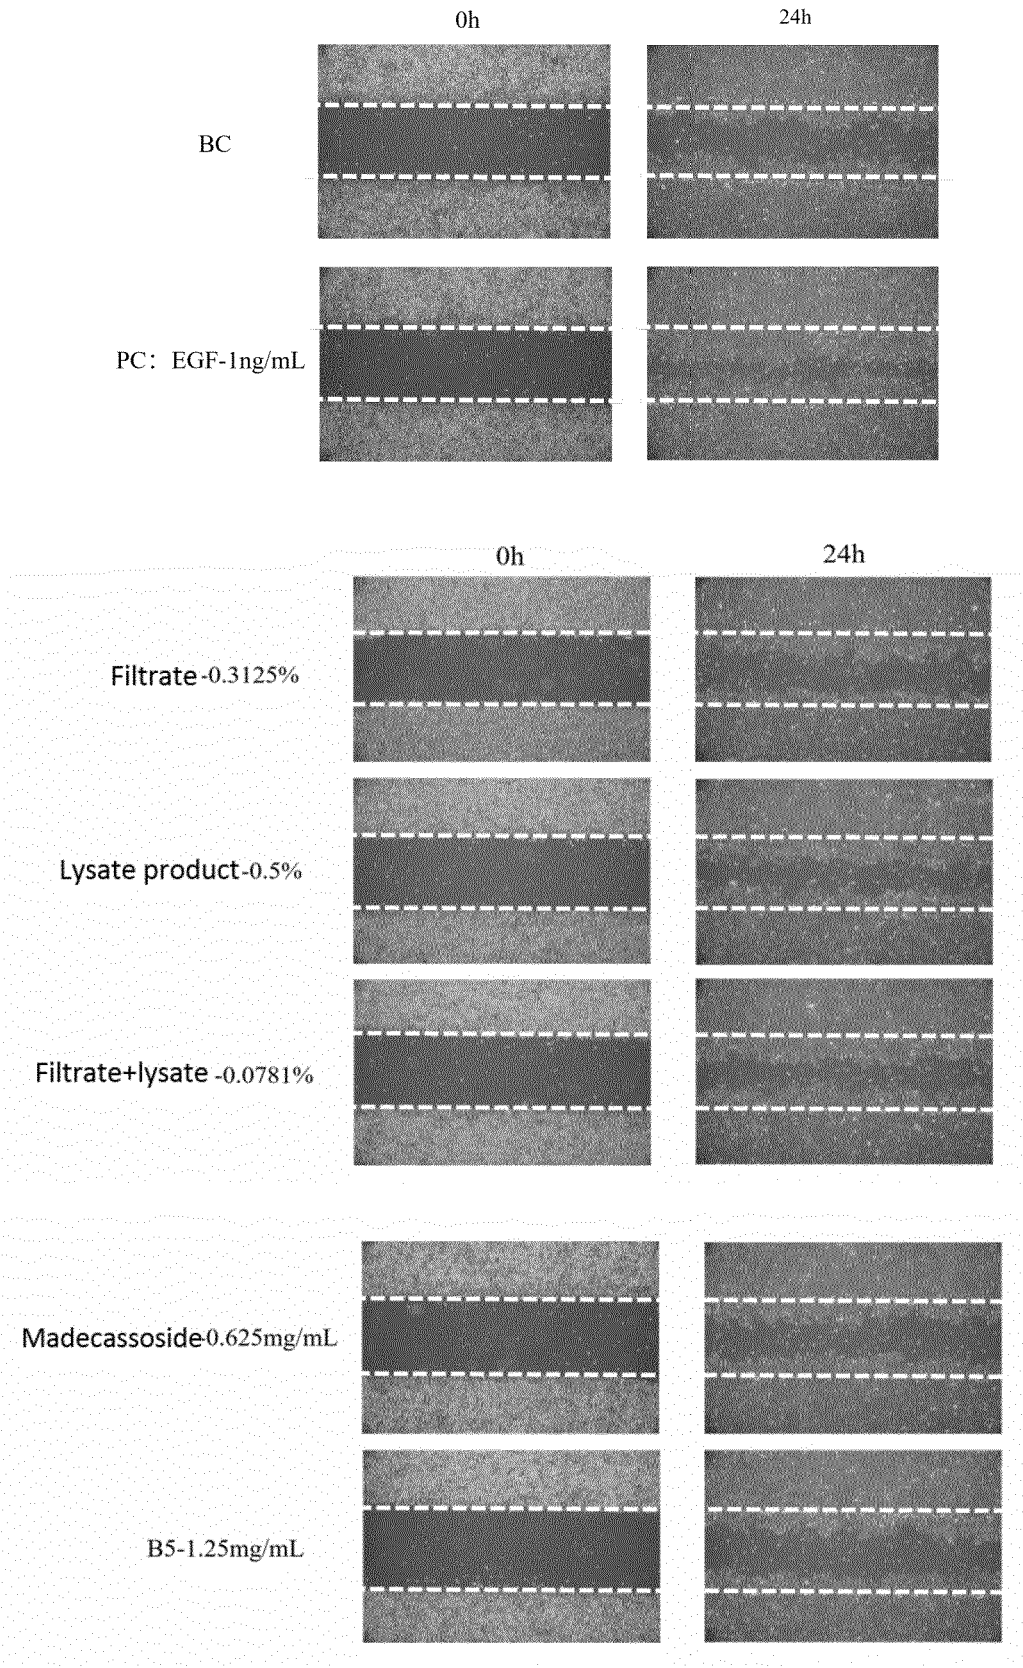 0h 24h
BC
PC：EGF-1ng/mL
0h 24h
Filtrate-0.3125%
Lysate product-0.5%
Filtrate+lysate -0.0781%
Madecassoside-0.625mg/mL
B5-1.25mg/mL